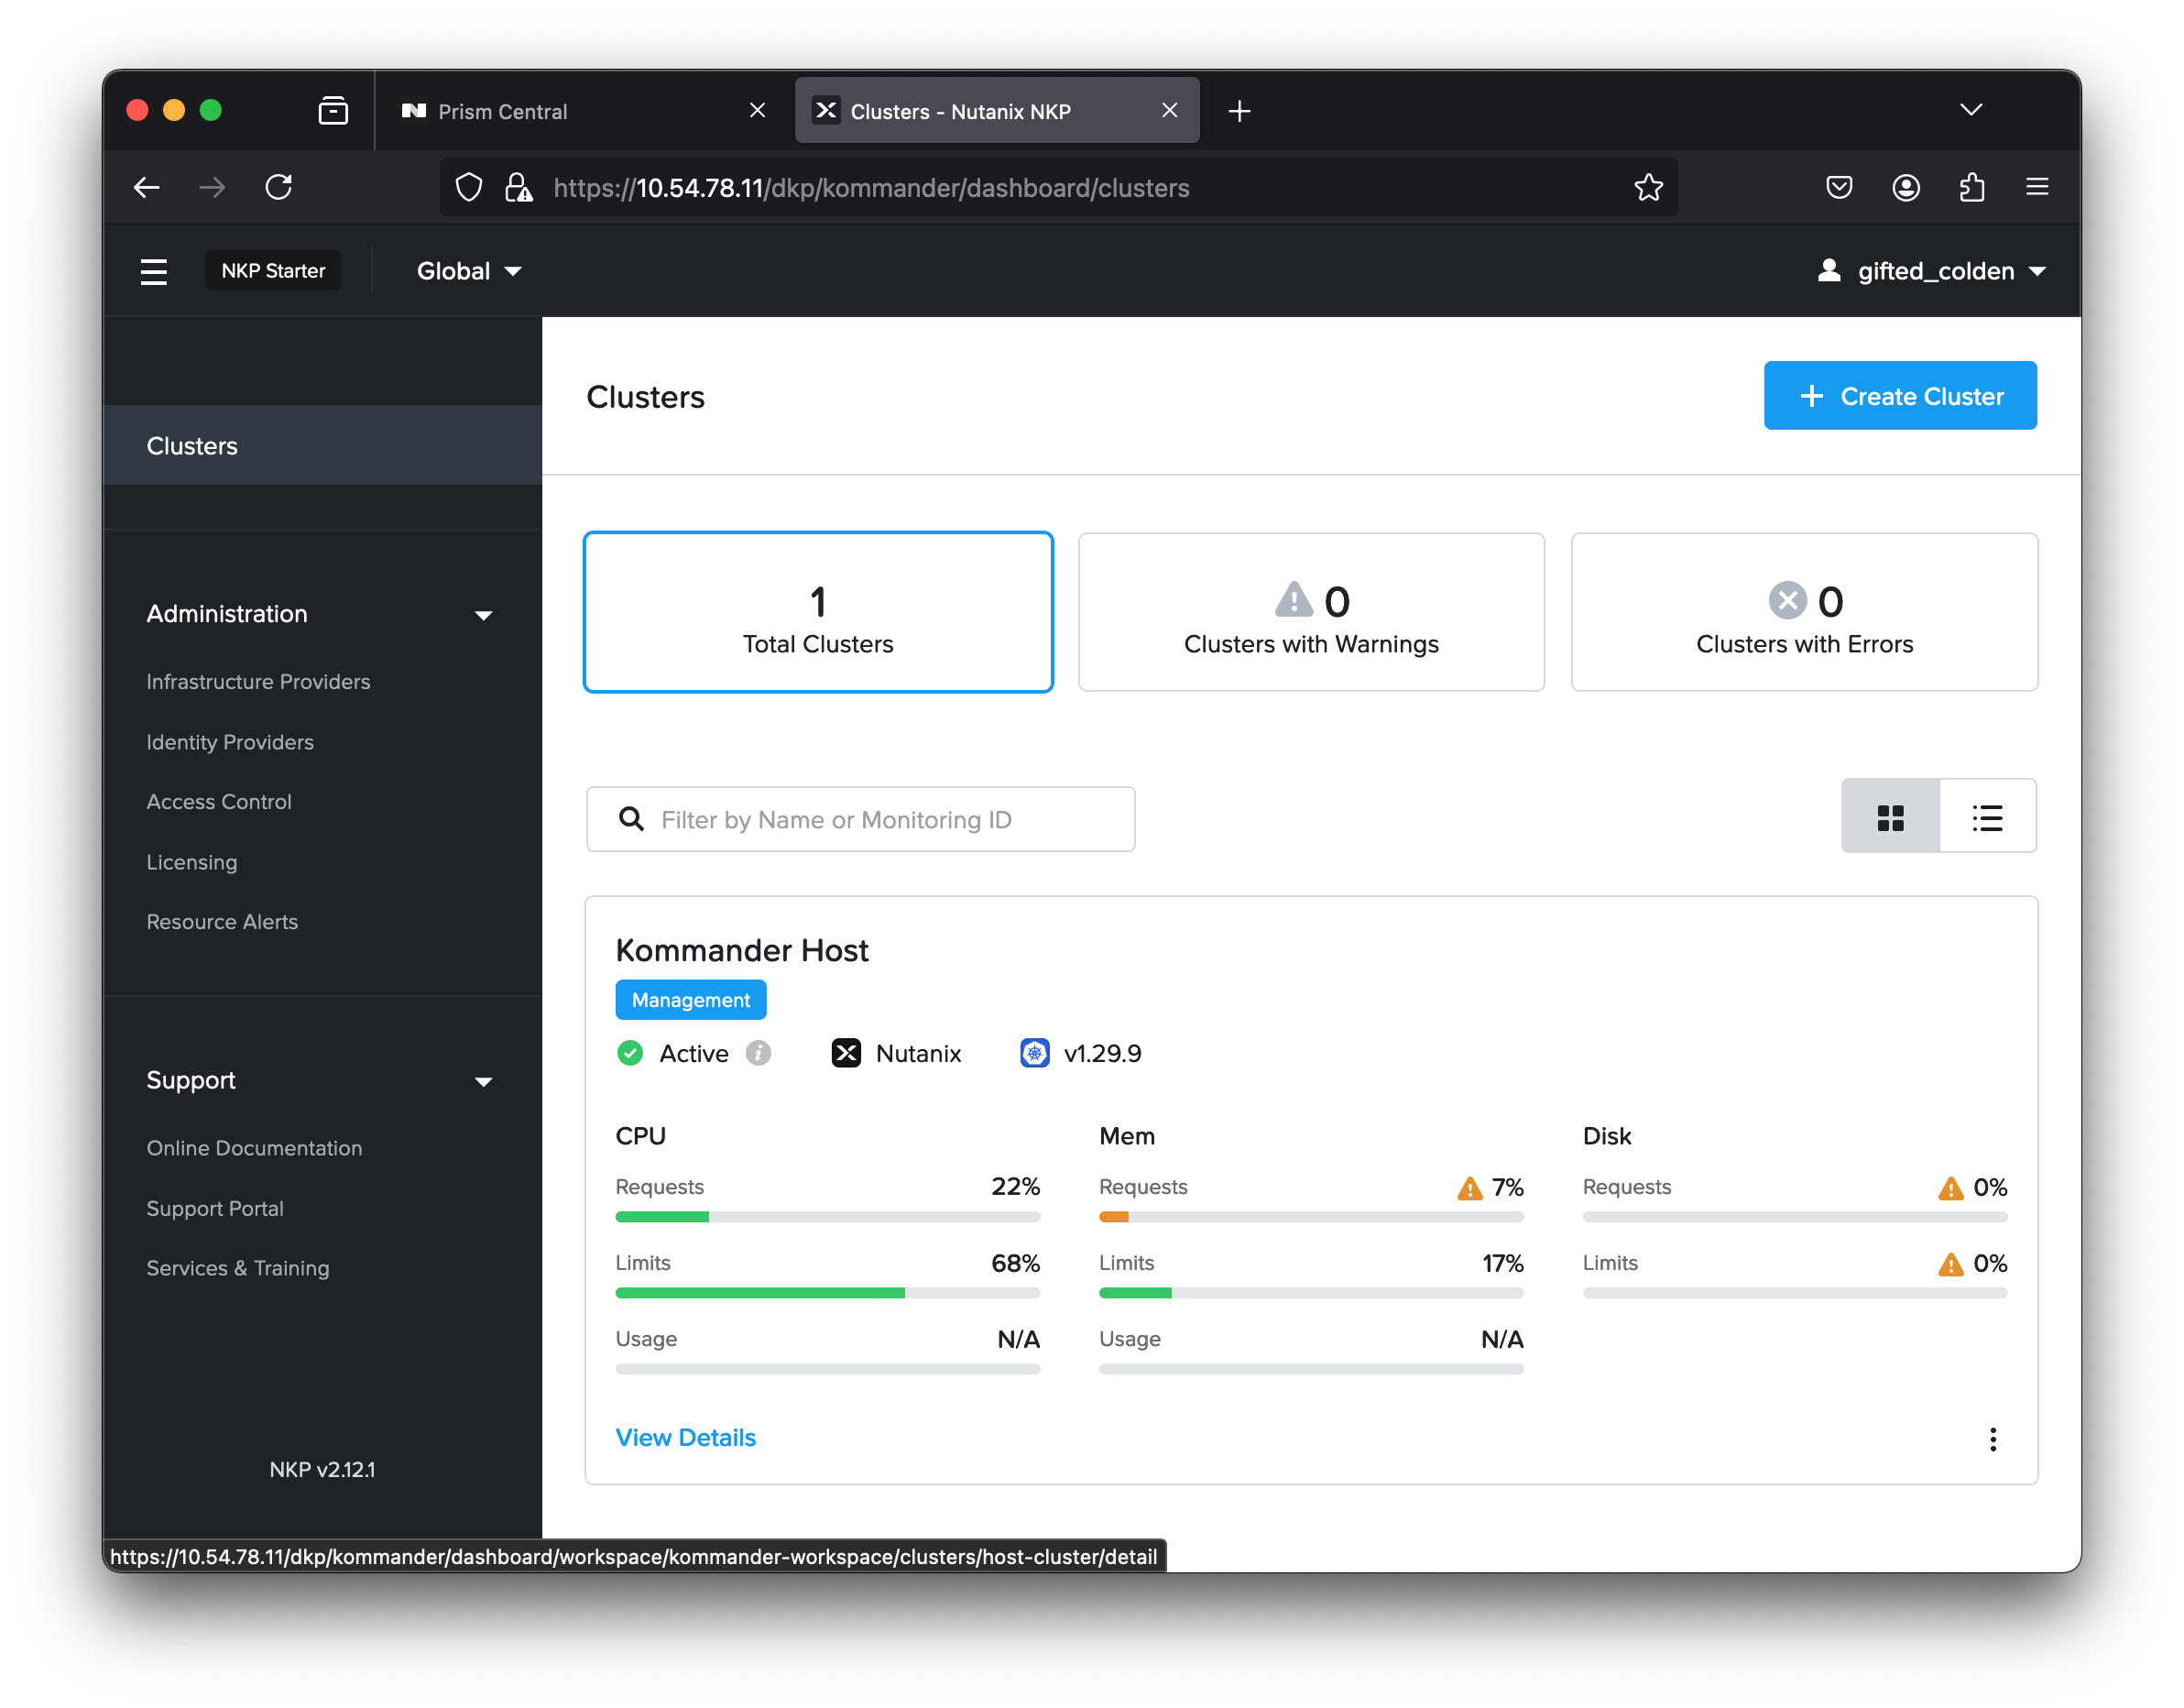 Prism Central
Clusters - Nutanix NKP
https://10.54.78.11/dkp/kommander/dashboard/clusters
NKP Starter
Global
gifted_colden
Clusters
Administration
Infrastructure Providers
Identity Providers
Access Control
Licensing
Resource Alerts
Support
Online Documentation
Support Portal
Services & Training
NKP v2.12.1
Clusters
+ Create Cluster
1
Total Clusters
0
Clusters with Warnings
0
Clusters with Errors
Filter by Name or Monitoring ID
Kommander Host
Management
Active
Nutanix
v1.29.9
CPU
Requests 22%
Limits 68%
Usage N/A
Mem
Requests 7%
Limits 17%
Usage N/A
Disk
Requests 0%
Limits 0%
View Details
https://10.54.78.11/dkp/kommander/dashboard/workspace/kommander-workspace/clusters/host-cluster/detail